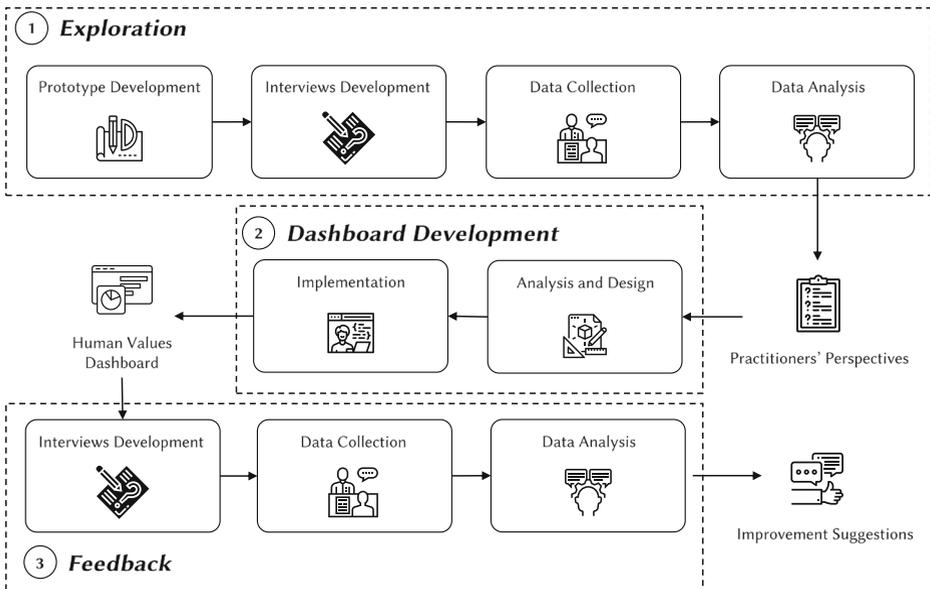 1 Exploration
Prototype Development
Interviews Development
Data Collection
Data Analysis
2 Dashboard Development
Implementation
Analysis and Design
Human Values
Dashboard
Practitioners' Perspectives
Interviews Development
Data Collection
Data Analysis
Improvement Suggestions
3 Feedback